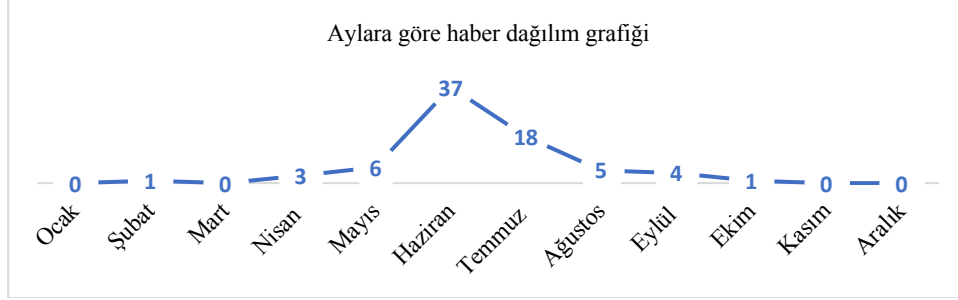 Aylara göre haber dağılım grafiği
37
18
0 1 0 3 6 5 4 1 0 0
Ocak Şubat Mart Nisan Mayıs Haziran Temmuz Ağustos Eylül Ekim Kasım Aralık